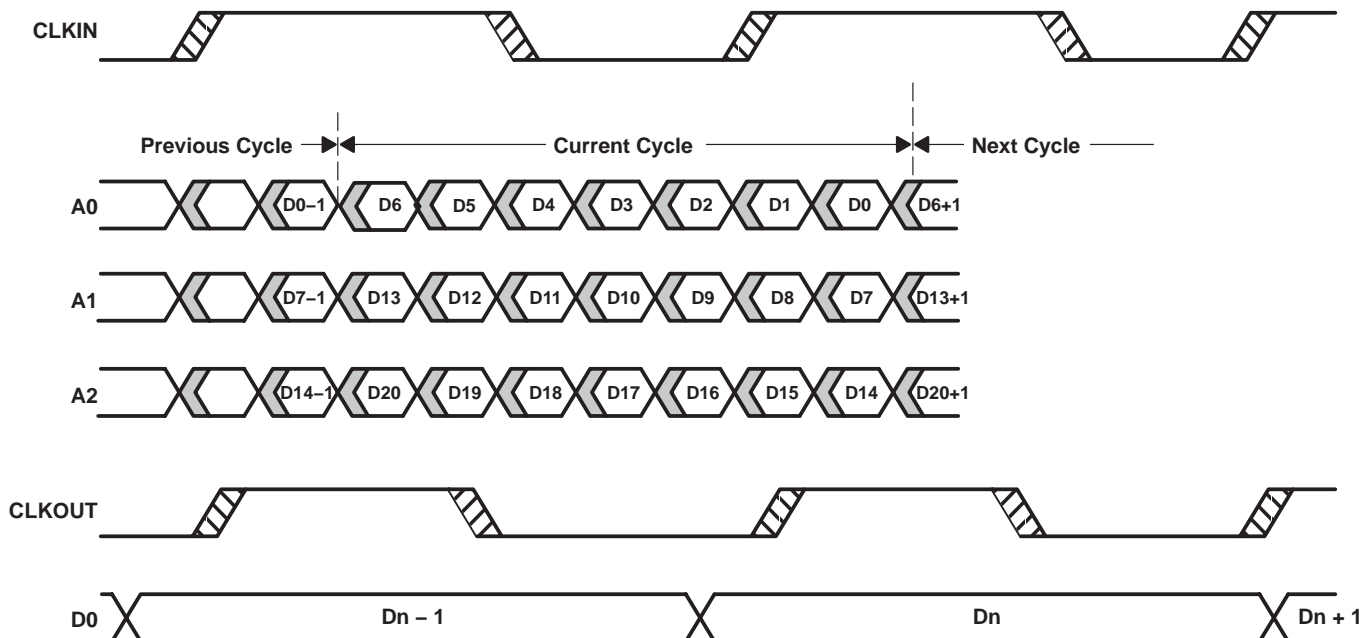 CLKIN
Previous Cycle Current Cycle Next Cycle
A0 D0−1 D6 D5 D4 D3 D2 D1 D0 D6+1
A1 D7−1 D13 D12 D11 D10 D9 D8 D7 D13+1
A2 D14−1 D20 D19 D18 D17 D16 D15 D14 D20+1
CLKOUT
D0 Dn − 1 Dn Dn + 1